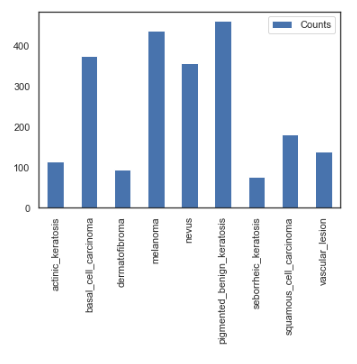 Counts
400
300
200
100
0
actinic_keratosis
basal_cell_carcinoma
dermatofibroma
melanoma
nevus
pigmented_benign_keratosis
seborrheic_keratosis
squamous_cell_carcinoma
vascular_lesion